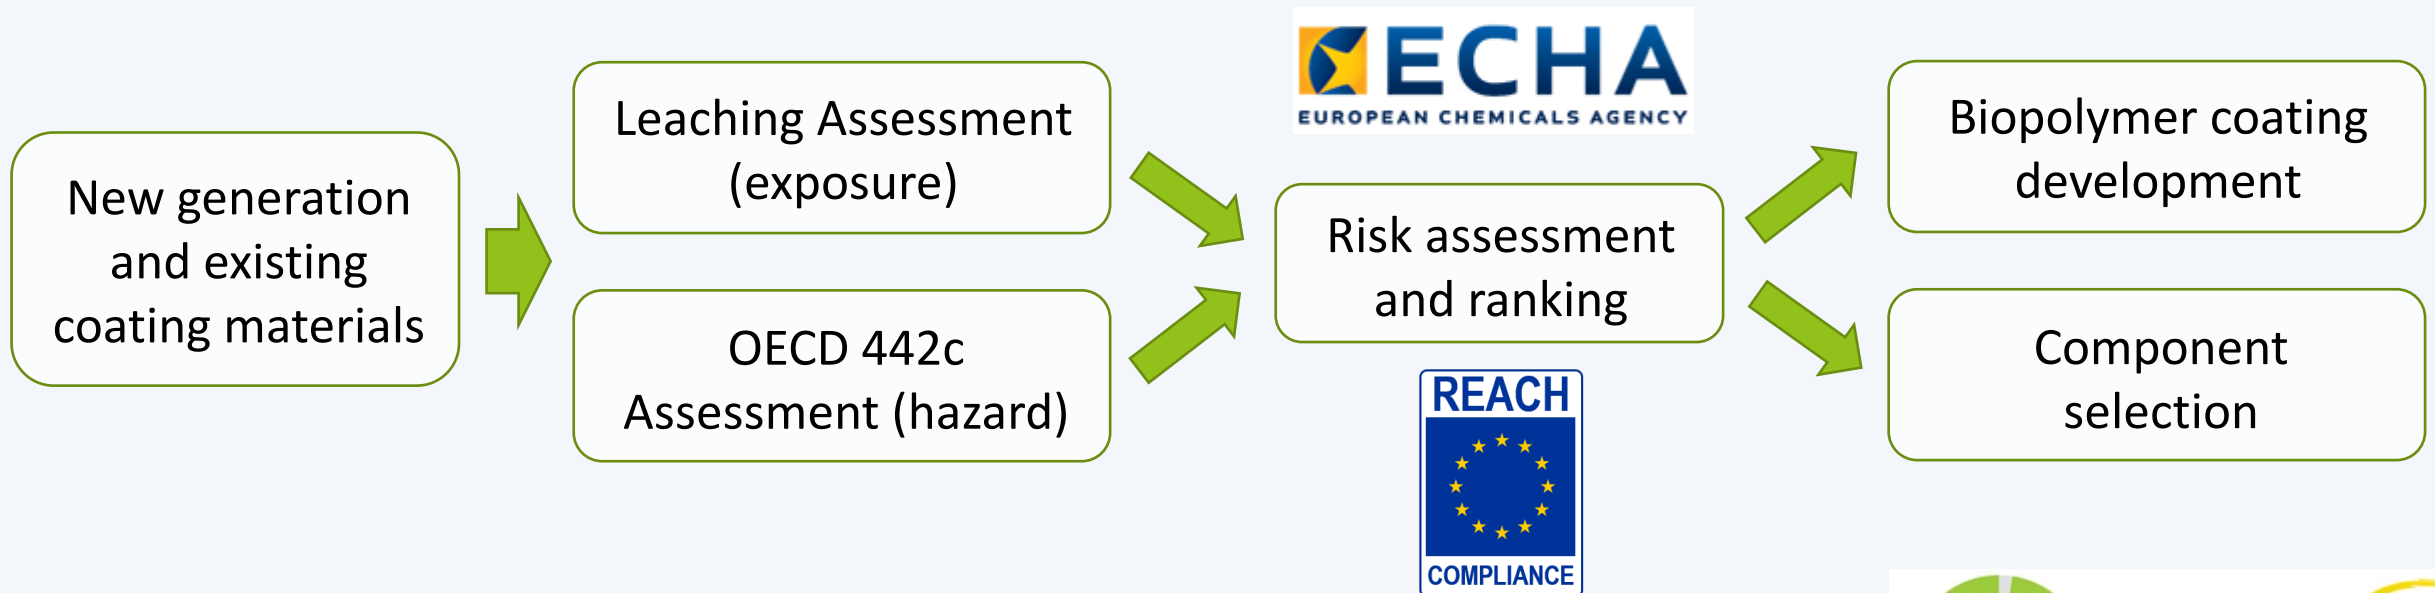 New generation
and existing
coating materials
Leaching Assessment
(exposure)
OECD 442c
Assessment (hazard)
ECHA
EUROPEAN CHEMICALS AGENCY
Risk assessment
and ranking
REACH
COMPLIANCE
Biopolymer coating
development
Component
selection